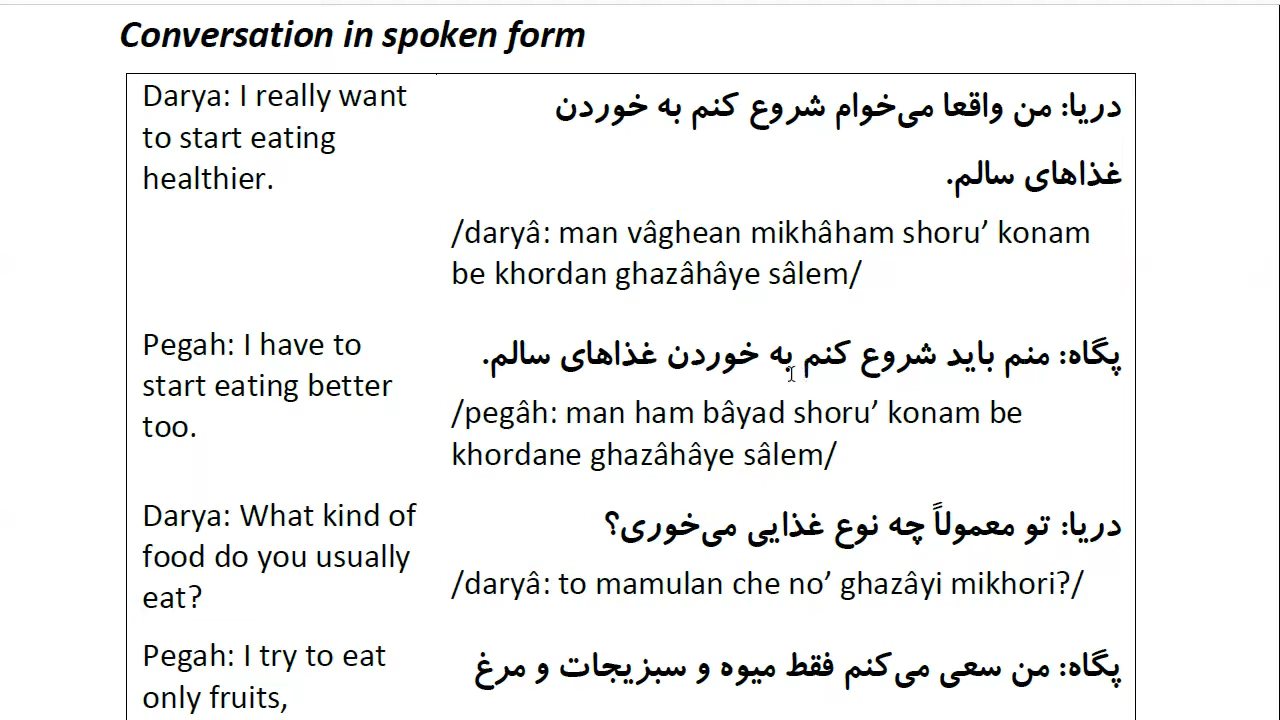 Conversation in spoken form
Darya: I really want
to start eating
healthier.
دریا: من واقعا می‌خوام شروع کنم به خوردن
غذاهای سالم.
/daryâ: man vâghean mikhâham shoru’ konam
be khordan ghazâhâye sâlem/
Pegah: I have to
start eating better
too.
پگاه: منم باید شروع کنم به خوردن غذاهای سالم.
/pegâh: man ham bâyad shoru’ konam be
khordane ghazâhâye sâlem/
Darya: What kind of
food do you usually
eat?
دریا: تو معمولاً چه نوع غذایی می‌خوری؟
/daryâ: to mamulan che no’ ghazâyi mikhori?/
Pegah: I try to eat
only fruits,
پگاه: من سعی می‌کنم فقط میوه و سبزیجات و مرغ